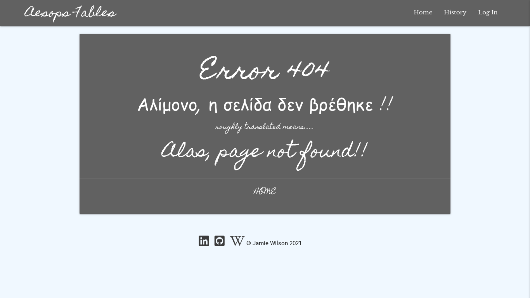 Aesops-Tables
Home History Log In
Error 404
Αλίμονο, η σελίδα δεν βρέθηκε !!
roughly translated means....
Alas, page not found!!
HOME
© Jamie Wilson 2021